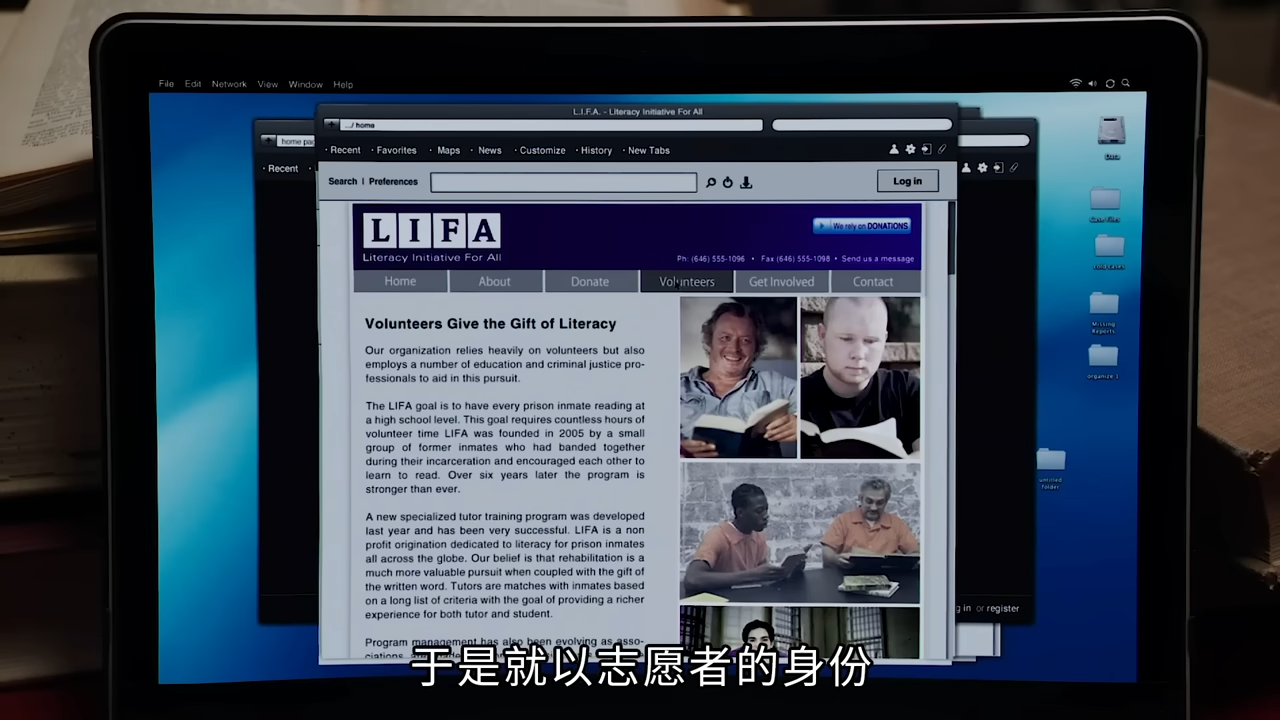 File Edit Network View Window Help
L.I.F.A. - Literacy Initiative For All
.../ home
home pa
· Recent · Favorites · Maps · News · Customize · History · New Tabs
· Recent
Search | Preferences
Log in
LIFA
Literacy Initiative For All
We rely on DONATIONS
Ph: (646) 555-1096 • Fax (646) 555-1098 • Send us a message
Home About Donate Volunteers Get Involved Contact
Volunteers Give the Gift of Literacy
Our organization relies heavily on volunteers but also
employs a number of education and criminal justice pro-
fessionals to aid in this pursuit.
The LIFA goal is to have every prison inmate reading at
a high school level. This goal requires countless hours of
volunteer time LIFA was founded in 2005 by a small
group of former inmates who had banded together
during their incarceration and encouraged each other to
learn to read. Over six years later the program is
stronger than ever.
A new specialized tutor training program was developed
last year and has been very successful. LIFA is a non
profit origination dedicated to literacy for prison inmates
all across the globe. Our belief is that rehabilitation is a
much more valuable pursuit when coupled with the gift of
the written word. Tutors are matches with inmates based
on a long list of criteria with the goal of providing a richer
experience for both tutor and student.
Program management has also been evolving as asso-
Data
Case Files
cold cases
Missing
Reports
organize 1
untitled
folder
g in or register
于是就以志愿者的身份